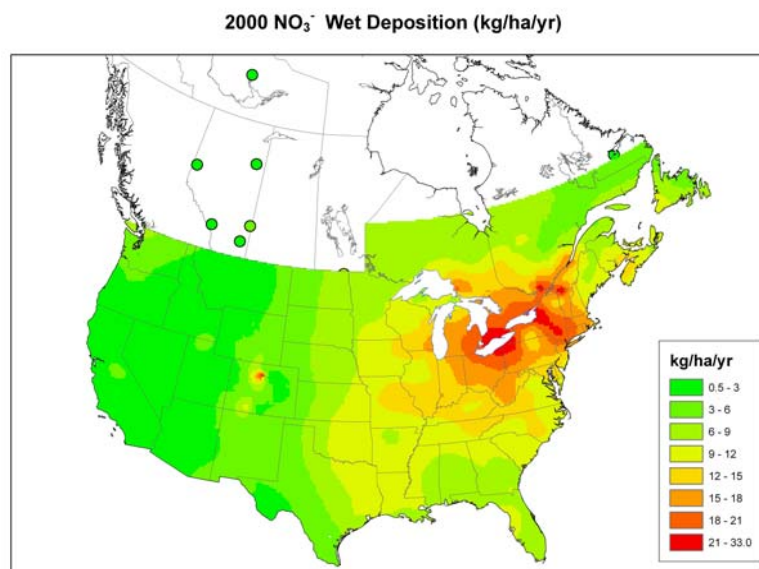 2000 NO₃⁻ Wet Deposition (kg/ha/yr)
kg/ha/yr
0.5 - 3
3 - 6
6 - 9
9 - 12
12 - 15
15 - 18
18 - 21
21 - 33.0